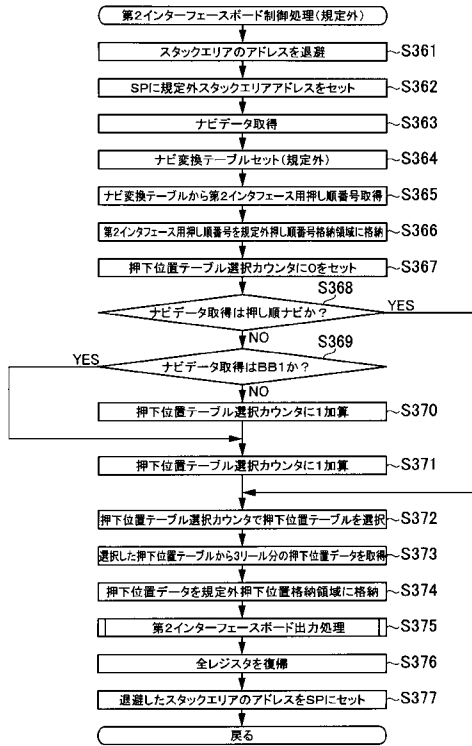 第2インターフェースボード制御処理(規定外)
スタックエリアのアドレスを退避
S361
SPに規定外スタックエリアアドレスをセット
S362
ナビデータ取得
S363
ナビ変換テーブルセット(規定外)
S364
ナビ変換テーブルから第2インタフェース用押し順番号取得
S365
第2インタフェース用押し順番号を規定外押し順番号格納領域に格納
S366
押下位置テーブル選択カウンタに0をセット
S367
S368
ナビデータ取得は押し順ナビか?
YES
NO
S369
YES
ナビデータ取得はBB1か?
NO
押下位置テーブル選択カウンタに1加算
S370
押下位置テーブル選択カウンタに1加算
S371
押下位置テーブル選択カウンタで押下位置テーブルを選択
S372
選択した押下位置テーブルから3リール分の押下位置データを取得
S373
押下位置データを規定外押下位置格納領域に格納
S374
第2インターフェースボード出力処理
S375
全レジスタを復帰
S376
退避したスタックエリアのアドレスをSPにセット
S377
戻る